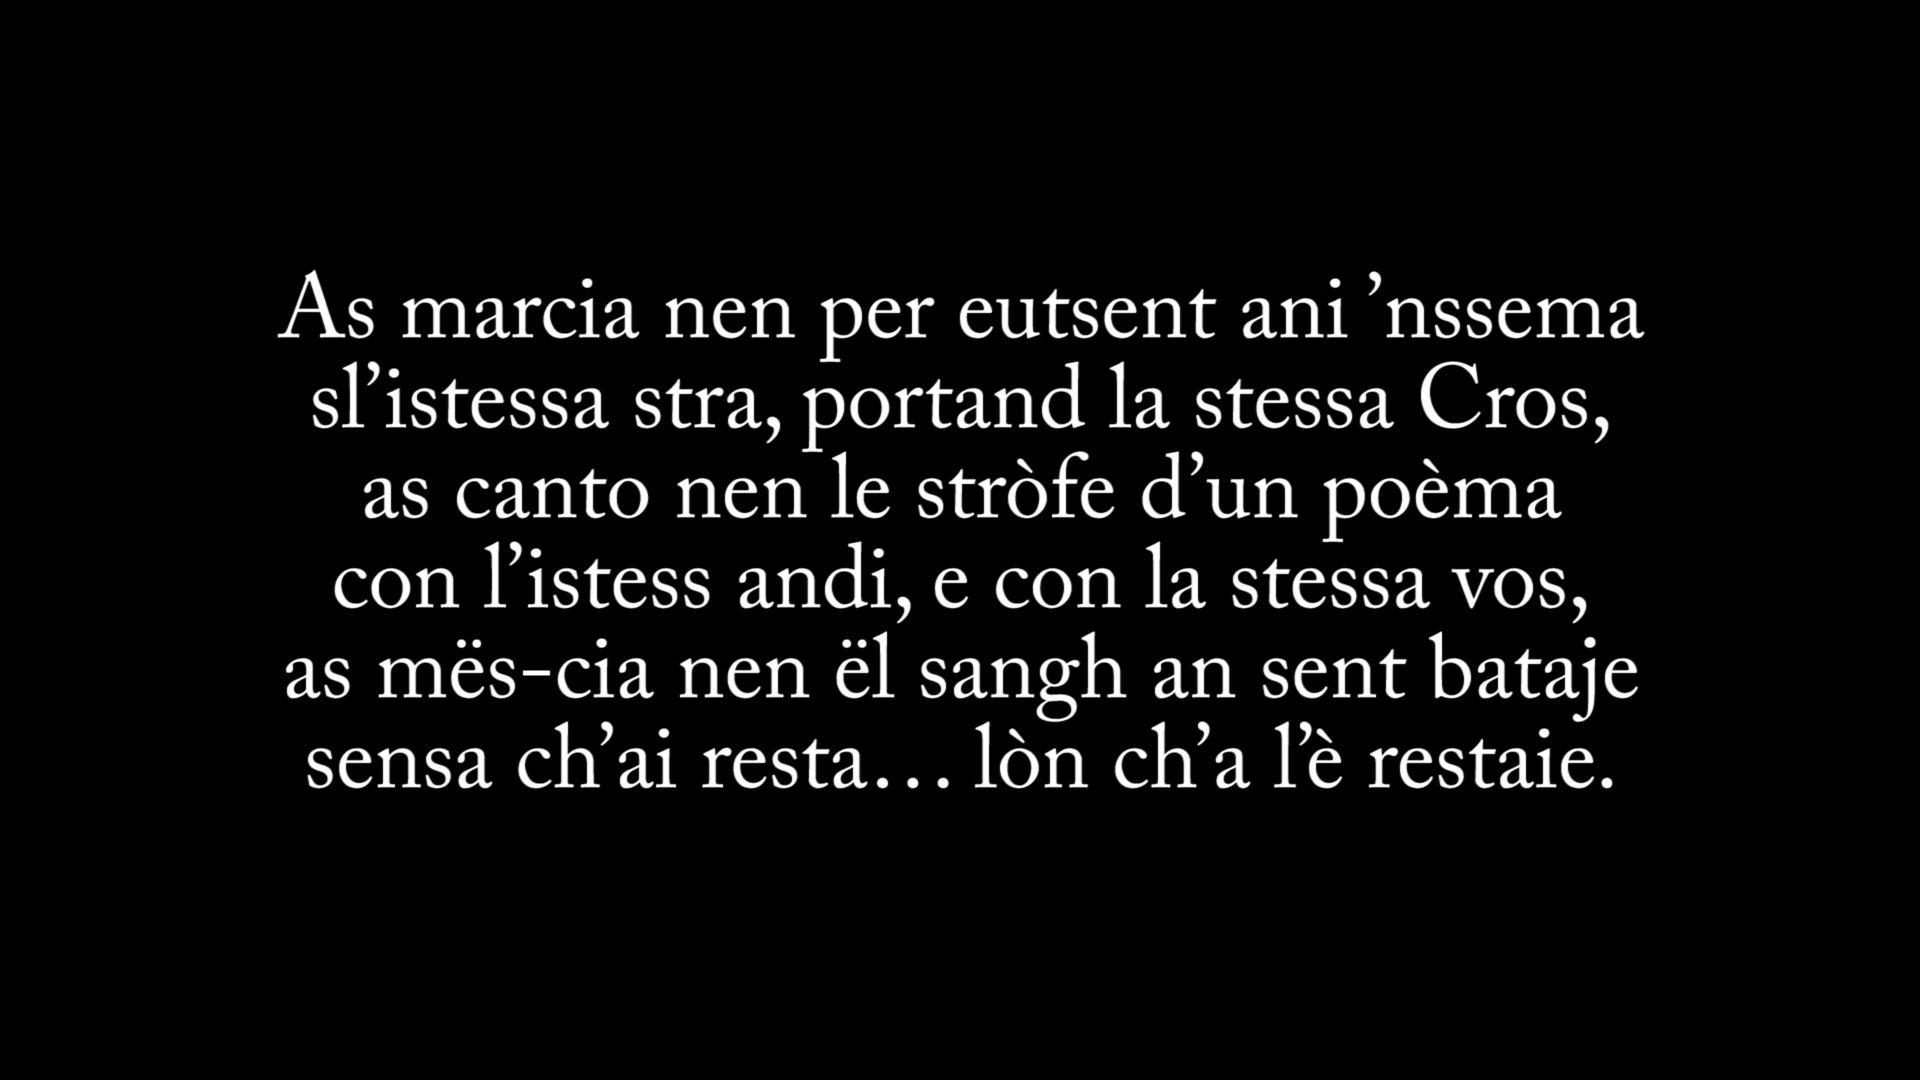 As marcia nen per eutsent ani ’nssema
sl’istessa stra, portand la stessa Cros,
as canto nen le stròfe d’un poèma
con l’istess andi, e con la stessa vos,
as mës-cia nen ël sangh an sent bataje
sensa ch’ai resta… lòn ch’a l’è restaie.